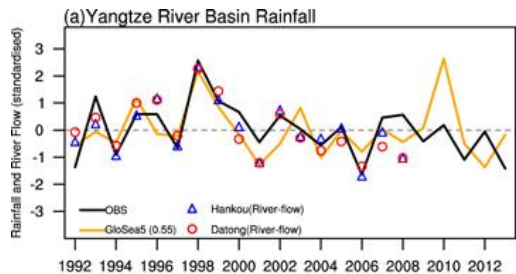 (a)Yangtze River Basin Rainfall
Rainfall and River Flow (standardised)
3
2
1
0
-1
-2
-3
OBS
Hankou(River-flow)
GloSea5 (0.55)
Datong(River-flow)
1992 1994 1996 1998 2000 2002 2004 2006 2008 2010 2012